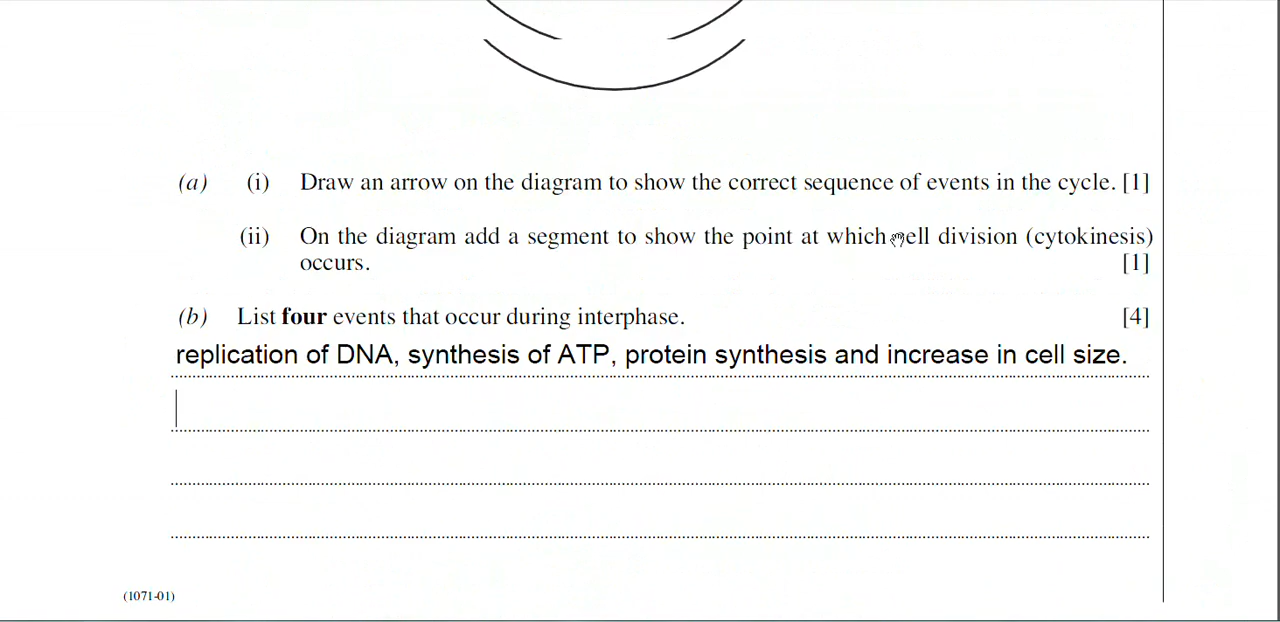 (a) (i) Draw an arrow on the diagram to show the correct sequence of events in the cycle. [1]
(ii) On the diagram add a segment to show the point at which cell division (cytokinesis)
occurs. [1]
(b) List four events that occur during interphase. [4]
replication of DNA, synthesis of ATP, protein synthesis and increase in cell size.
(1071-01)